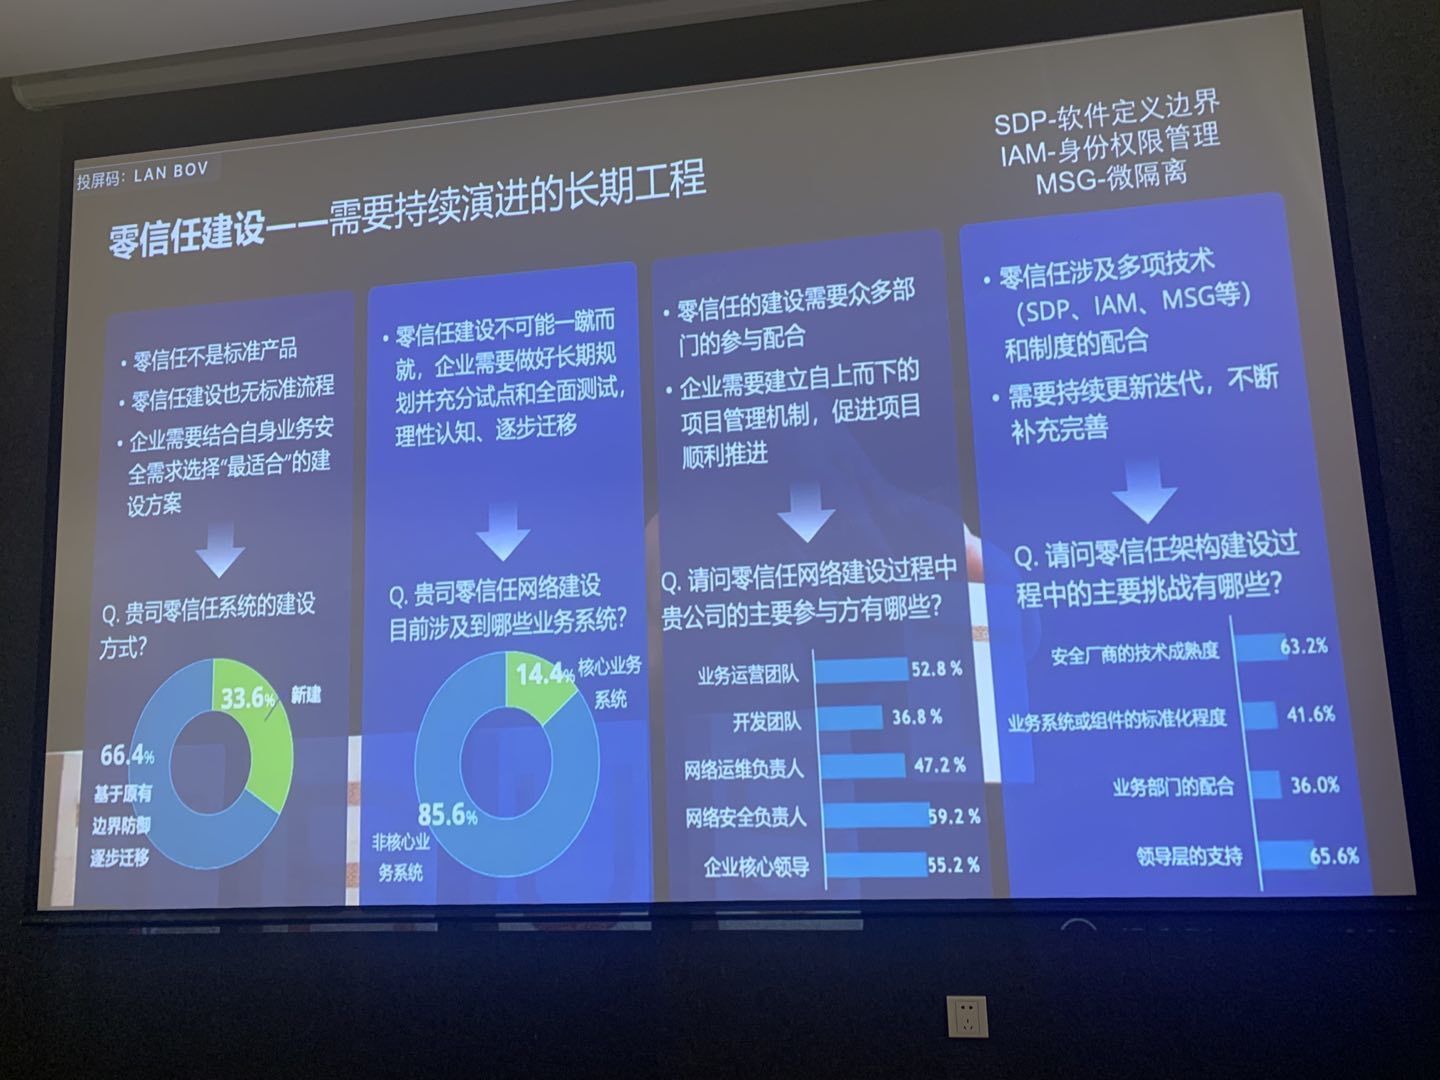 投屏码：LAN BOV
SDP-软件定义边界
IAM-身份权限管理
MSG-微隔离
零信任建设——需要持续演进的长期工程
• 零信任不是标准产品
• 零信任建设也无标准流程
• 企业需要结合自身业务安
全需求选择“最适合”的建
设方案
Q. 贵司零信任系统的建设
方式？
33.6%
新建
66.4%
基于原有
边界防御
逐步迁移
• 零信任建设不可能一蹴而
就，企业需要做好长期规
划并充分试点和全面测试，
理性认知、逐步迁移
Q. 贵司零信任网络建设
目前涉及到哪些业务系统？
14.4%
核心业务
系统
85.6%
非核心业
务系统
• 零信任的建设需要众多部
门的参与配合
• 企业需要建立自上而下的
项目管理机制，促进项目
顺利推进
Q. 请问零信任网络建设过程中
贵公司的主要参与方有哪些？
业务运营团队 52.8%
开发团队 36.8%
网络运维负责人 47.2%
网络安全负责人 59.2%
企业核心领导 55.2%
• 零信任涉及多项技术
（SDP、IAM、MSG等）
和制度的配合
• 需要持续更新迭代，不断
补充完善
Q. 请问零信任架构建设过
程中的主要挑战有哪些？
安全厂商的技术成熟度 63.2%
业务系统或组件的标准化程度 41.6%
业务部门的配合 36.0%
领导层的支持 65.6%